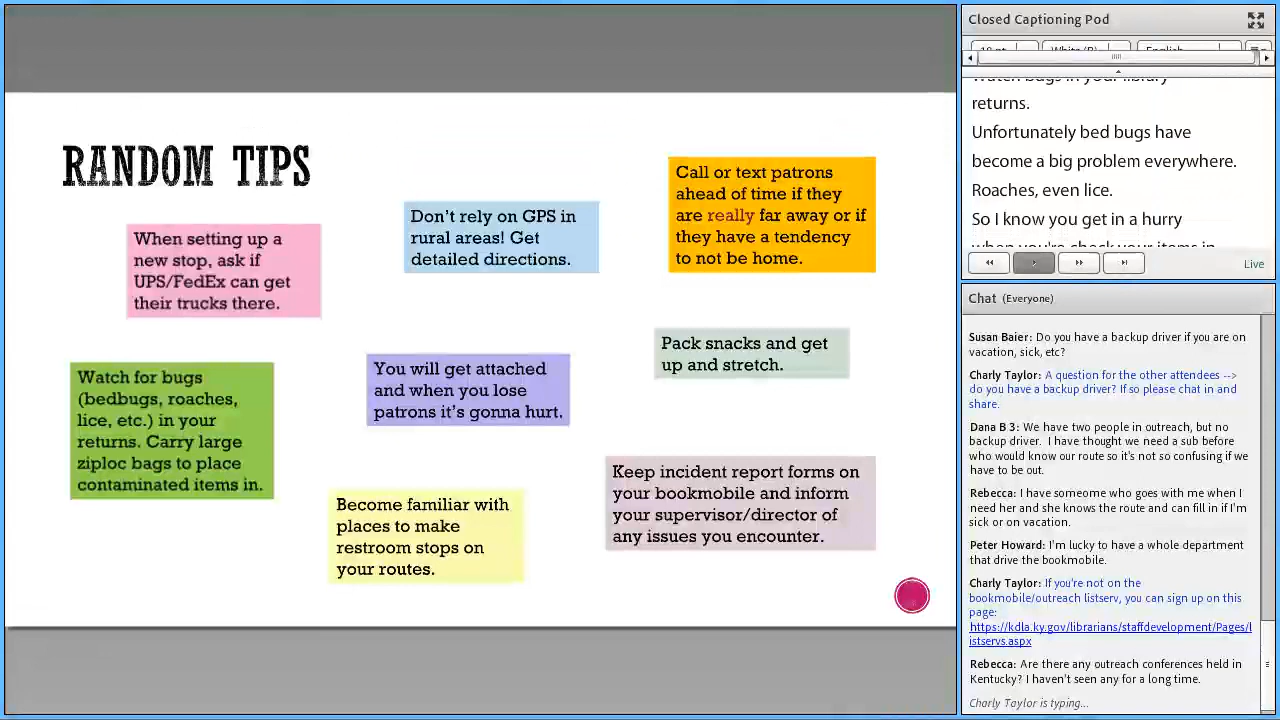 RANDOM TIPS
When setting up a
new stop, ask if
UPS/FedEx can get
their trucks there.
Don't rely on GPS in
rural areas! Get
detailed directions.
Call or text patrons
ahead of time if they
are really far away or if
they have a tendency
to not be home.
Watch for bugs
(bedbugs, roaches,
lice, etc.) in your
returns. Carry large
ziploc bags to place
contaminated items in.
You will get attached
and when you lose
patrons it's gonna hurt.
Pack snacks and get
up and stretch.
Become familiar with
places to make
restroom stops on
your routes.
Keep incident report forms on
your bookmobile and inform
your supervisor/director of
any issues you encounter.
Closed Captioning Pod
English
Watch bugs in your library
returns.
Unfortunately bed bugs have
become a big problem everywhere.
Roaches, even lice.
So I know you get in a hurry
when you're check your items in
Live
Chat (Everyone)
Susan Baier: Do you have a backup driver if you are on
vacation, sick, etc?
Charly Taylor: A question for the other attendees -->
do you have a backup driver? If so please chat in and
share.
Dana B 3: We have two people in outreach, but no
backup driver. I have thought we need a sub before
who would know our route so it's not so confusing if we
have to be out.
Rebecca: I have someome who goes with me when I
need her and she knows the route and can fill in if I'm
sick or on vacation.
Peter Howard: I'm lucky to have a whole department
that drive the bookmobile.
Charly Taylor: If you're not on the
bookmobile/outreach listserv, you can sign up on this
page:
https://kdla.ky.gov/librarians/staffdevelopment/Pages/l
istservs.aspx
Rebecca: Are there any outreach conferences held in
Kentucky? I haven't seen any for a long time.
Charly Taylor is typing...